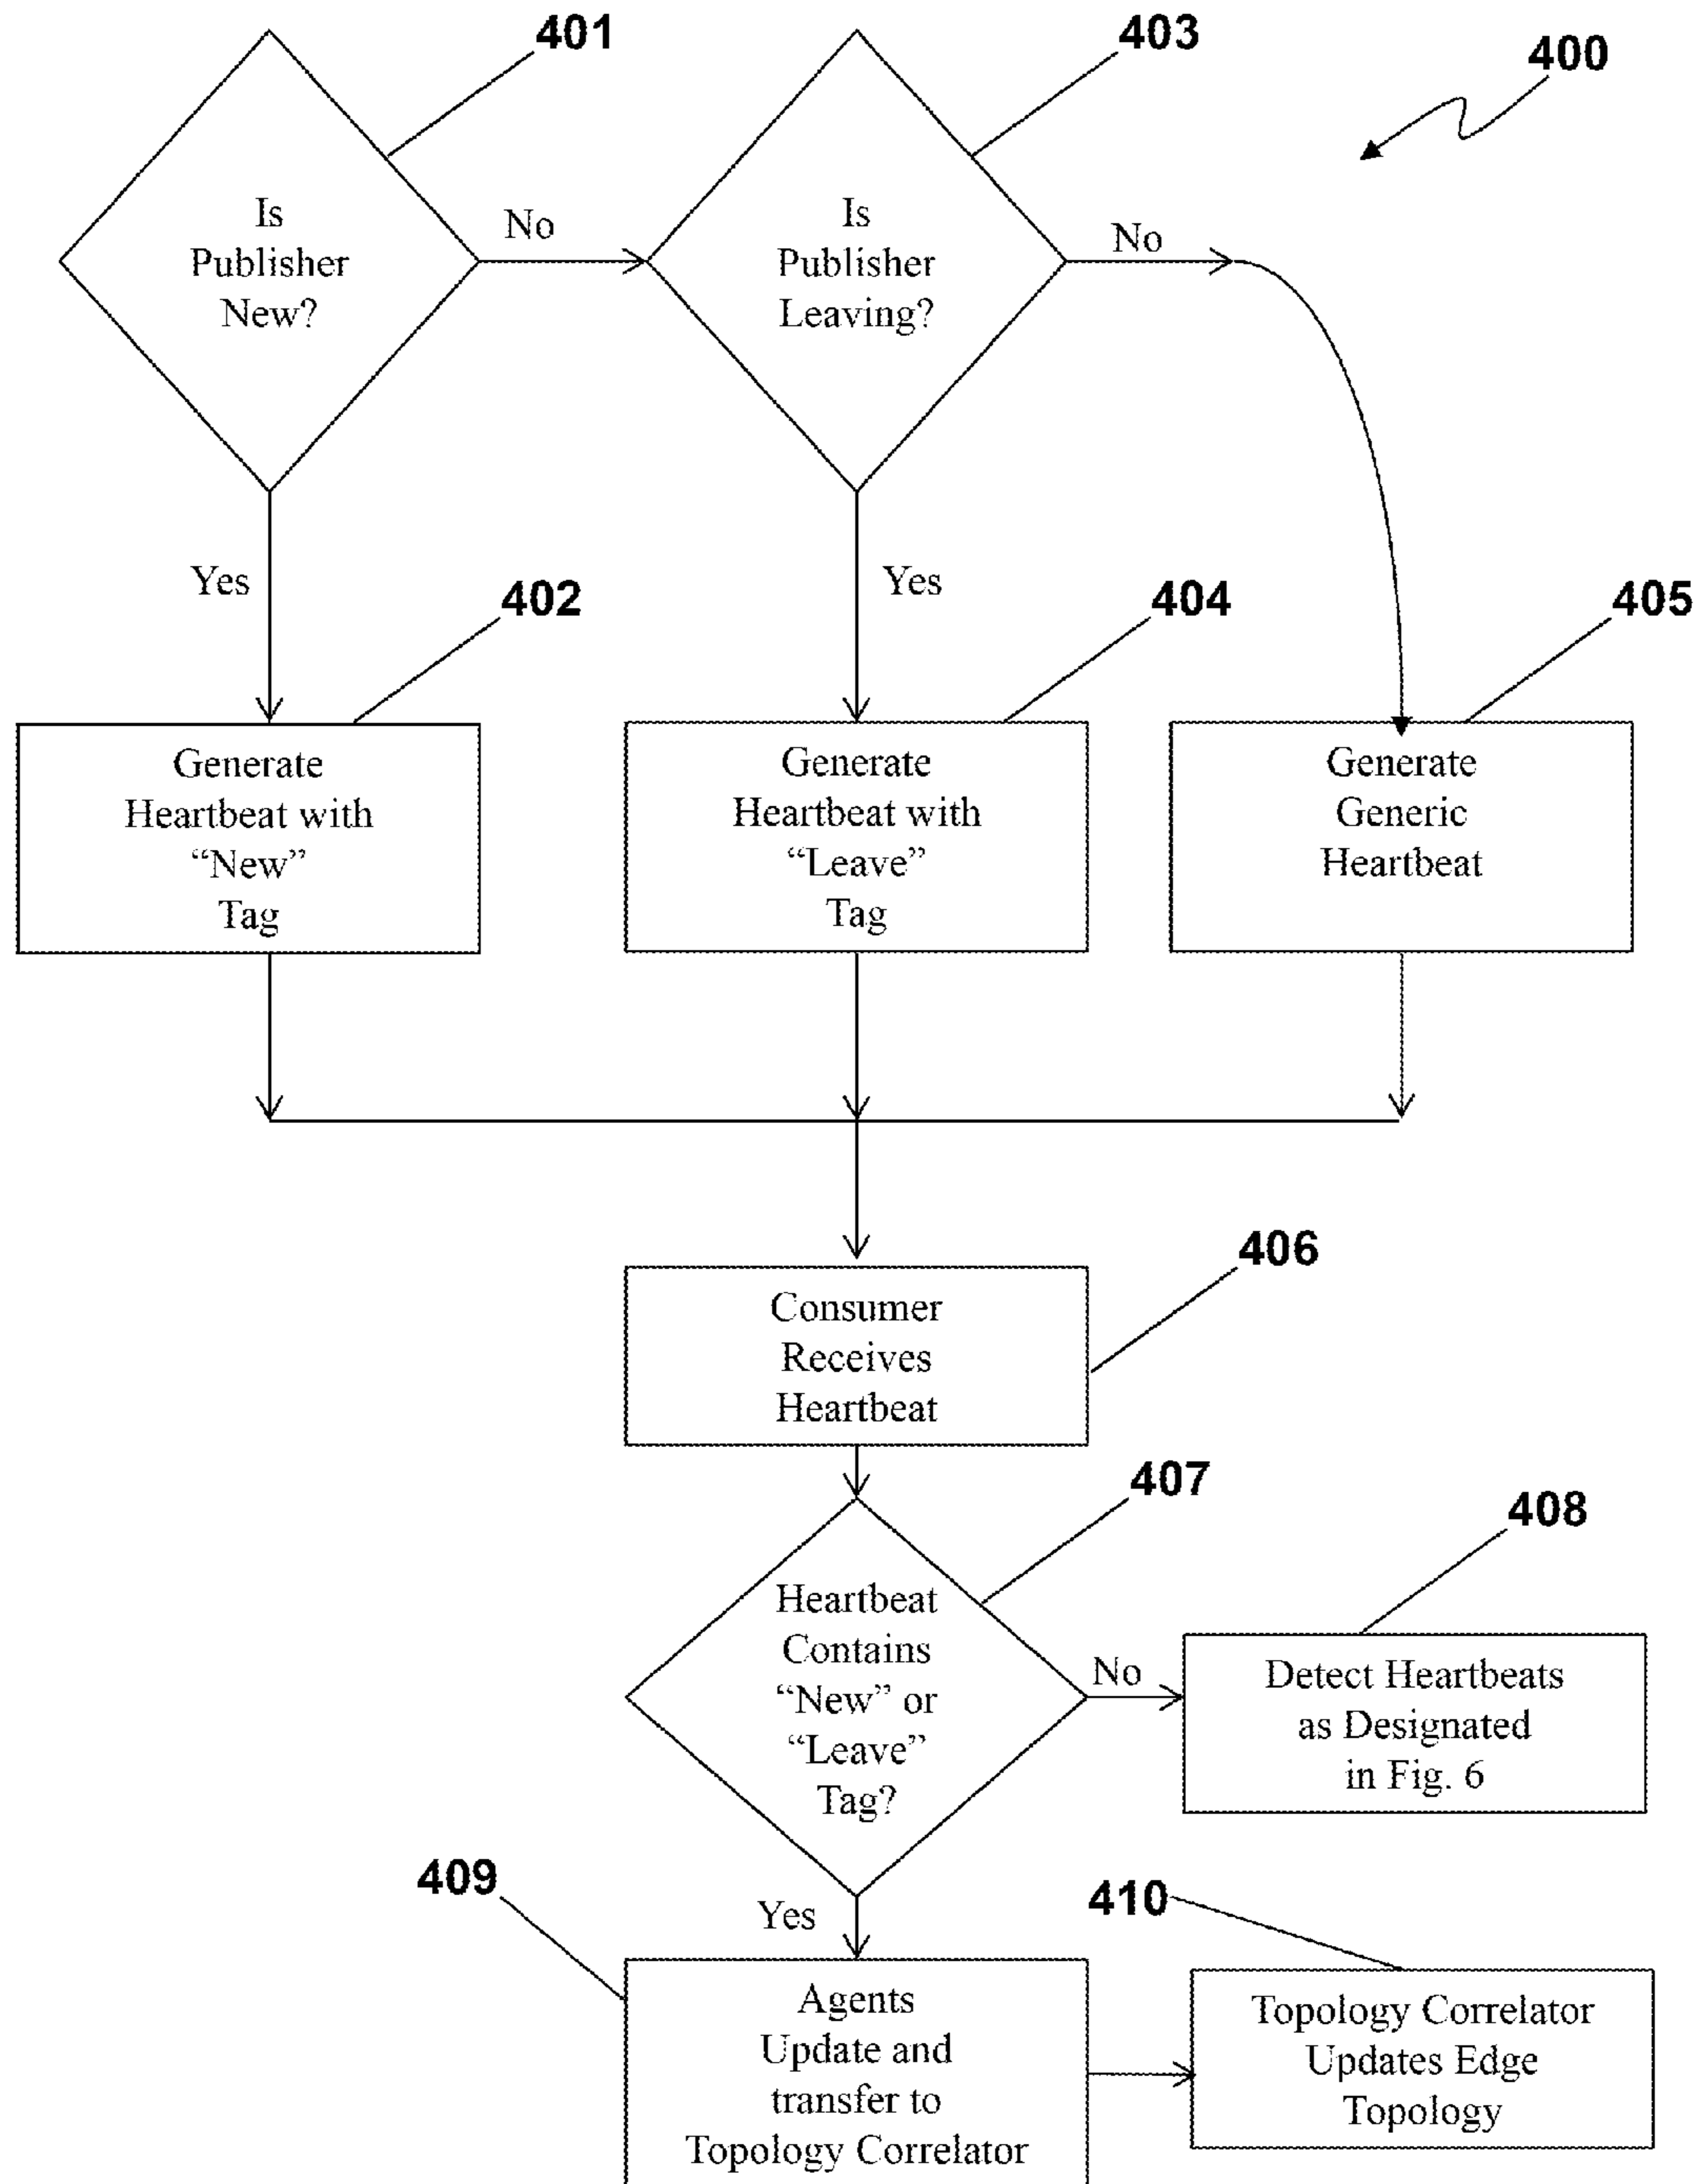 401
403
400
Is
Publisher
New?
No
Is
Publisher
Leaving?
No
Yes
402
Yes
404
405
Generate
Heartbeat with
“New”
Tag
Generate
Heartbeat with
“Leave”
Tag
Generate
Generic
Heartbeat
406
Consumer
Receives
Heartbeat
407
408
Heartbeat
Contains
“New” or
“Leave”
Tag?
No
Detect Heartbeats
as Designated
in Fig. 6
409
Yes
410
Agents
Update and
transfer to
Topology Correlator
Topology Correlator
Updates Edge
Topology